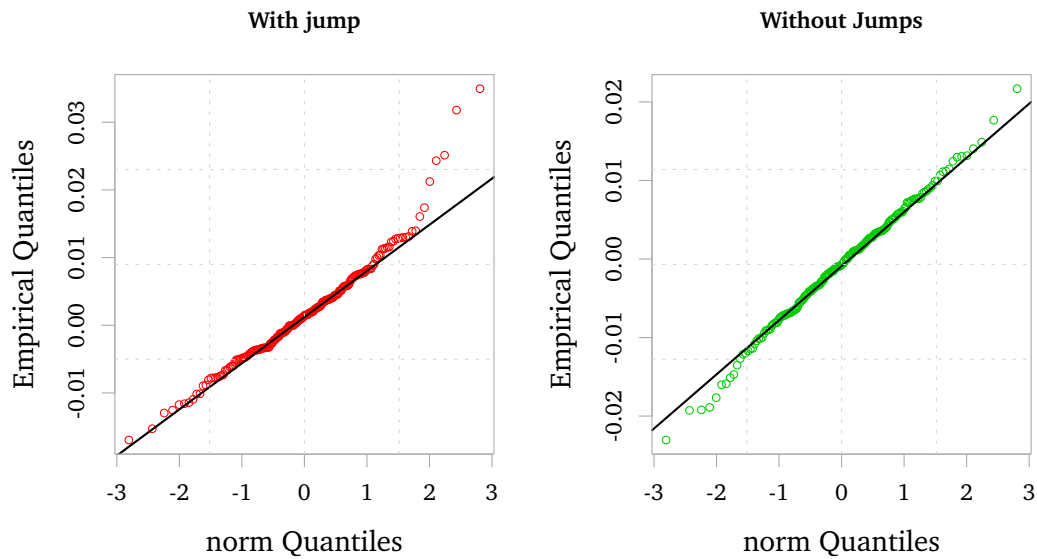 With jump
0.03
0.02
0.01
0.00
-0.01
Empirical Quantiles
-3 -2 -1 0 1 2 3
norm Quantiles
Without Jumps
0.02
0.01
0.00
-0.01
-0.02
Empirical Quantiles
-3 -2 -1 0 1 2 3
norm Quantiles